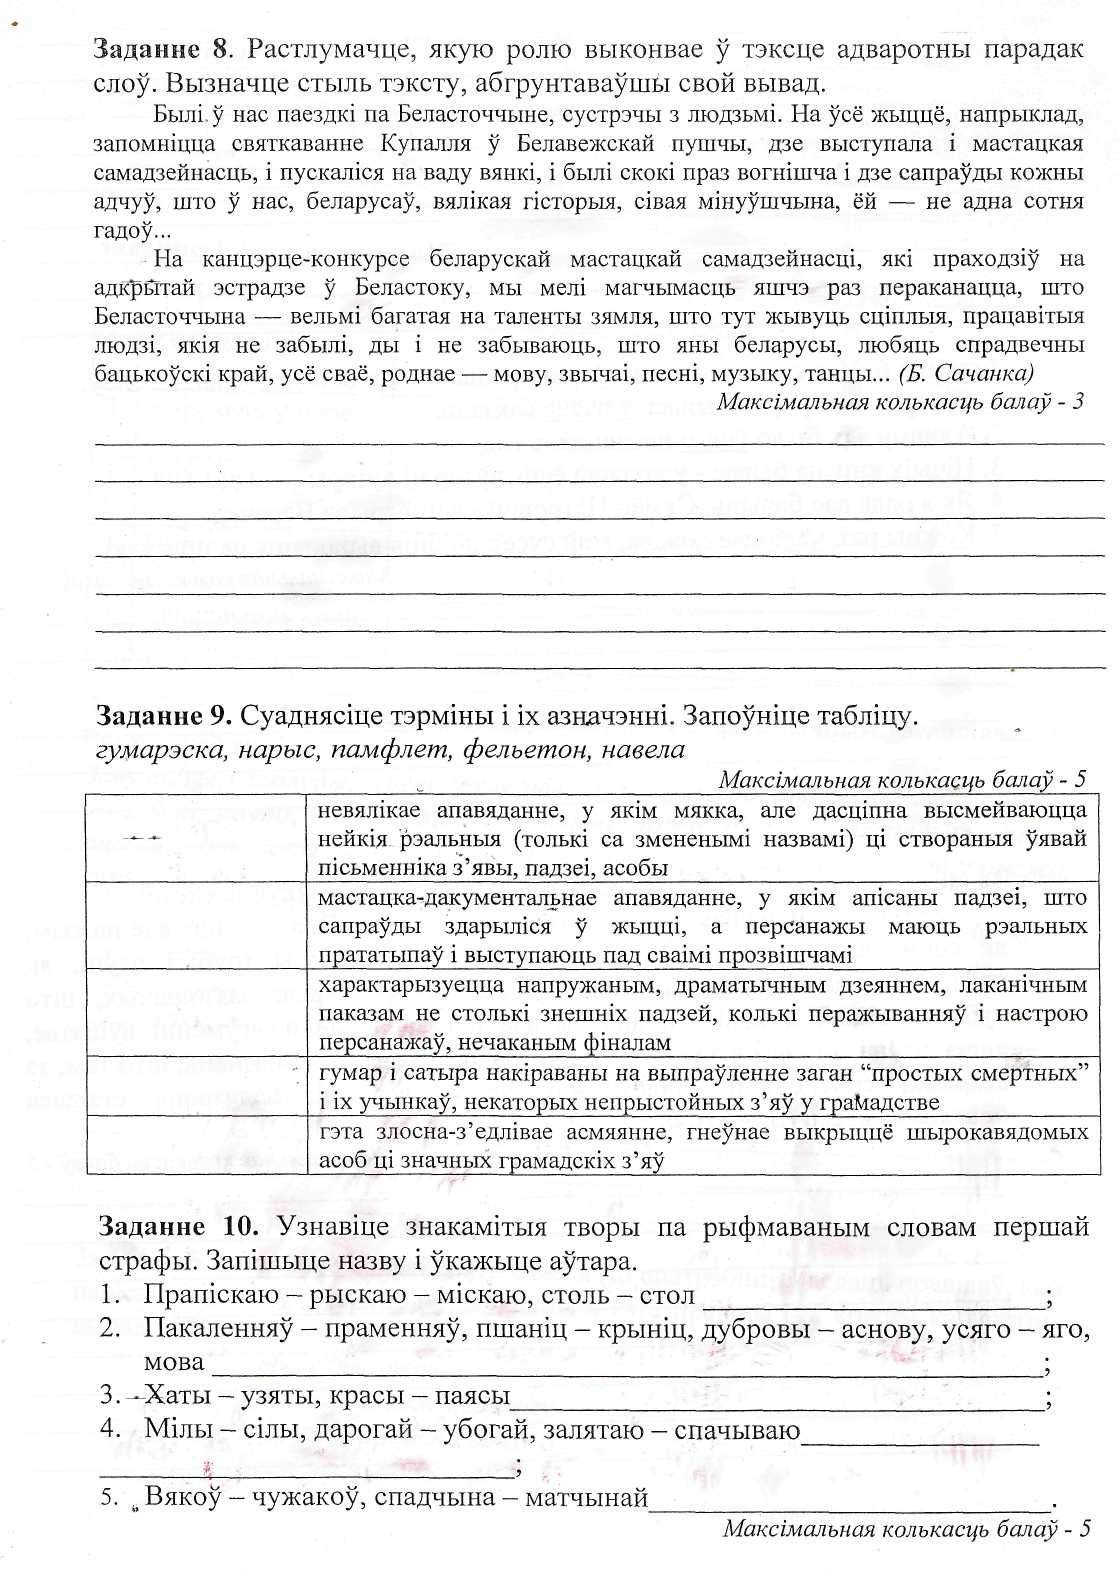 Заданне 8. Растлумачце, якую ролю выконвае ў тэксце адваротны парадак
слоў. Вызначце стыль тэксту, абгрунтаваўшы свой вывад.
Былі ў нас паездкі па Беласточчыне, сустрэчы з людзьмі. На ўсё жыццё, напрыклад,
запомніцца святкаванне Купалля ў Белавежскай пушчы, дзе выступала і мастацкая
самадзейнасць, і пускаліся на ваду вянкі, і былі скокі праз вогнішча і дзе сапраўды кожны
адчуў, што ў нас, беларусаў, вялікая гісторыя, сівая мінуўшчына, ёй — не адна сотня
гадоў...
На канцэрце-конкурсе беларускай мастацкай самадзейнасці, які праходзіў на
адкрытай эстрадзе ў Беластоку, мы мелі магчымасць яшчэ раз пераканацца, што
Беласточчына — вельмі багатая на таленты зямля, што тут жывуць сціплыя, працавітыя
людзі, якія не забылі, ды і не забываюць, што яны беларусы, любяць спрадвечны
бацькоўскі край, усё сваё, роднае — мову, звычаі, песні, музыку, танцы... (Б. Сачанка)
Максімальная колькасць балаў - 3
Заданне 9. Суаднясіце тэрміны і іх азначэнні. Запоўніце табліцу.
гумарэска, нарыс, памфлет, фельетон, навела
Максімальная колькасць балаў - 5
невялікае апавяданне, у якім мякка, але дасціпна высмейваюцца
нейкія рэальныя (толькі са змененымі назвамі) ці створаныя ўявай
пісьменніка з’явы, падзеі, асобы
мастацка-дакументальнае апавяданне, у якім апісаны падзеі, што
сапраўды здарыліся ў жыцці, а персанажы маюць рэальных
прататыпаў і выступаюць пад сваімі прозвішчамі
характарызуецца напружаным, драматычным дзеяннем, лаканічным
паказам не столькі знешніх падзей, колькі перажыванняў і настрою
персанажаў, нечаканым фіналам
гумар і сатыра накіраваны на выпраўленне заган “простых смертных”
і іх учынкаў, некаторых непрыстойных з’яў у грамадстве
гэта злосна-з’едлівае асмяянне, гнеўнае выкрыццё шырокавядомых
асоб ці значных грамадскіх з’яў
Заданне 10. Узнавіце знакамітыя творы па рыфмаваным словам першай
страфы. Запішыце назву і ўкажыце аўтара.
1. Прапіскаю – рыскаю – міскаю, столь – стол ;
2. Пакаленняў – праменняў, пшаніц – крыніц, дубровы – аснову, усяго – яго,
мова ;
3. Хаты – узяты, красы – паясы ;
4. Мілы – сілы, дарогай – убогай, залятаю – спачываю
;
5. Вякоў – чужакоў, спадчына – матчынай .
Максімальная колькасць балаў - 5